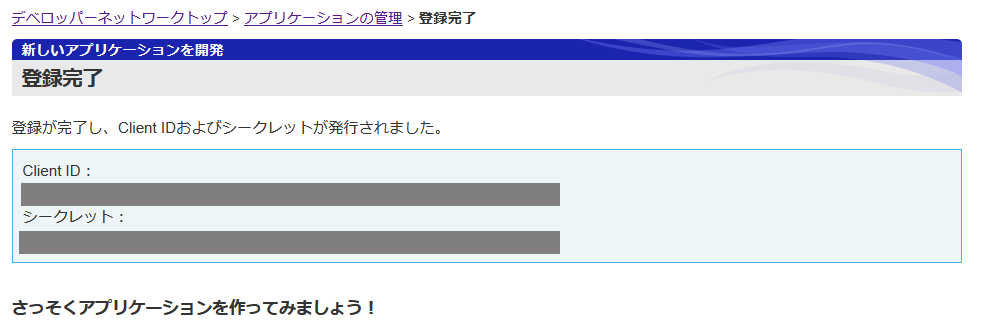 デベロッパーネットワークトップ > アプリケーションの管理 > 登録完了
新しいアプリケーションを開発
登録完了
登録が完了し、Client IDおよびシークレットが発行されました。
Client ID：
シークレット：
さっそくアプリケーションを作ってみましょう！